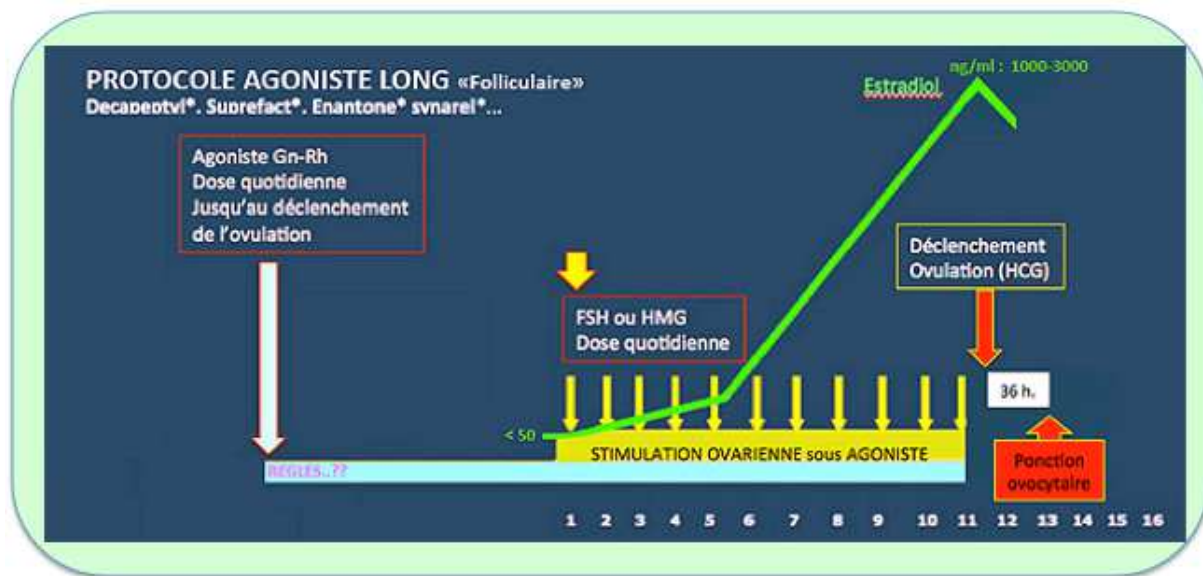 PROTOCOLE AGONISTE LONG «Folliculaire»
Decapeptyl*. Suprefact*. Enantone* synarel*...
ng/ml : 1000-3000
Estradiol
Agoniste Gn-Rh
Dose quotidienne
Jusqu'au déclenchement
de l'ovulation
Déclenchement
Ovulation (HCG)
FSH ou HMG
Dose quotidienne
36 h.
< 50
STIMULATION OVARIENNE sous AGONISTE
REGLES..??
Ponction
ovocytaire
1 2 3 4 5 6 7 8 9 10 11 12 13 14 15 16